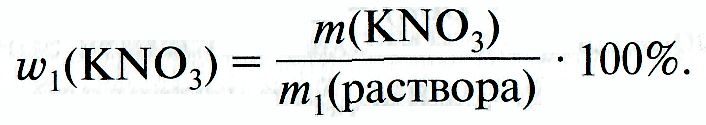 w₁(KNO₃) = m(KNO₃) / m₁(раствора) · 100%.